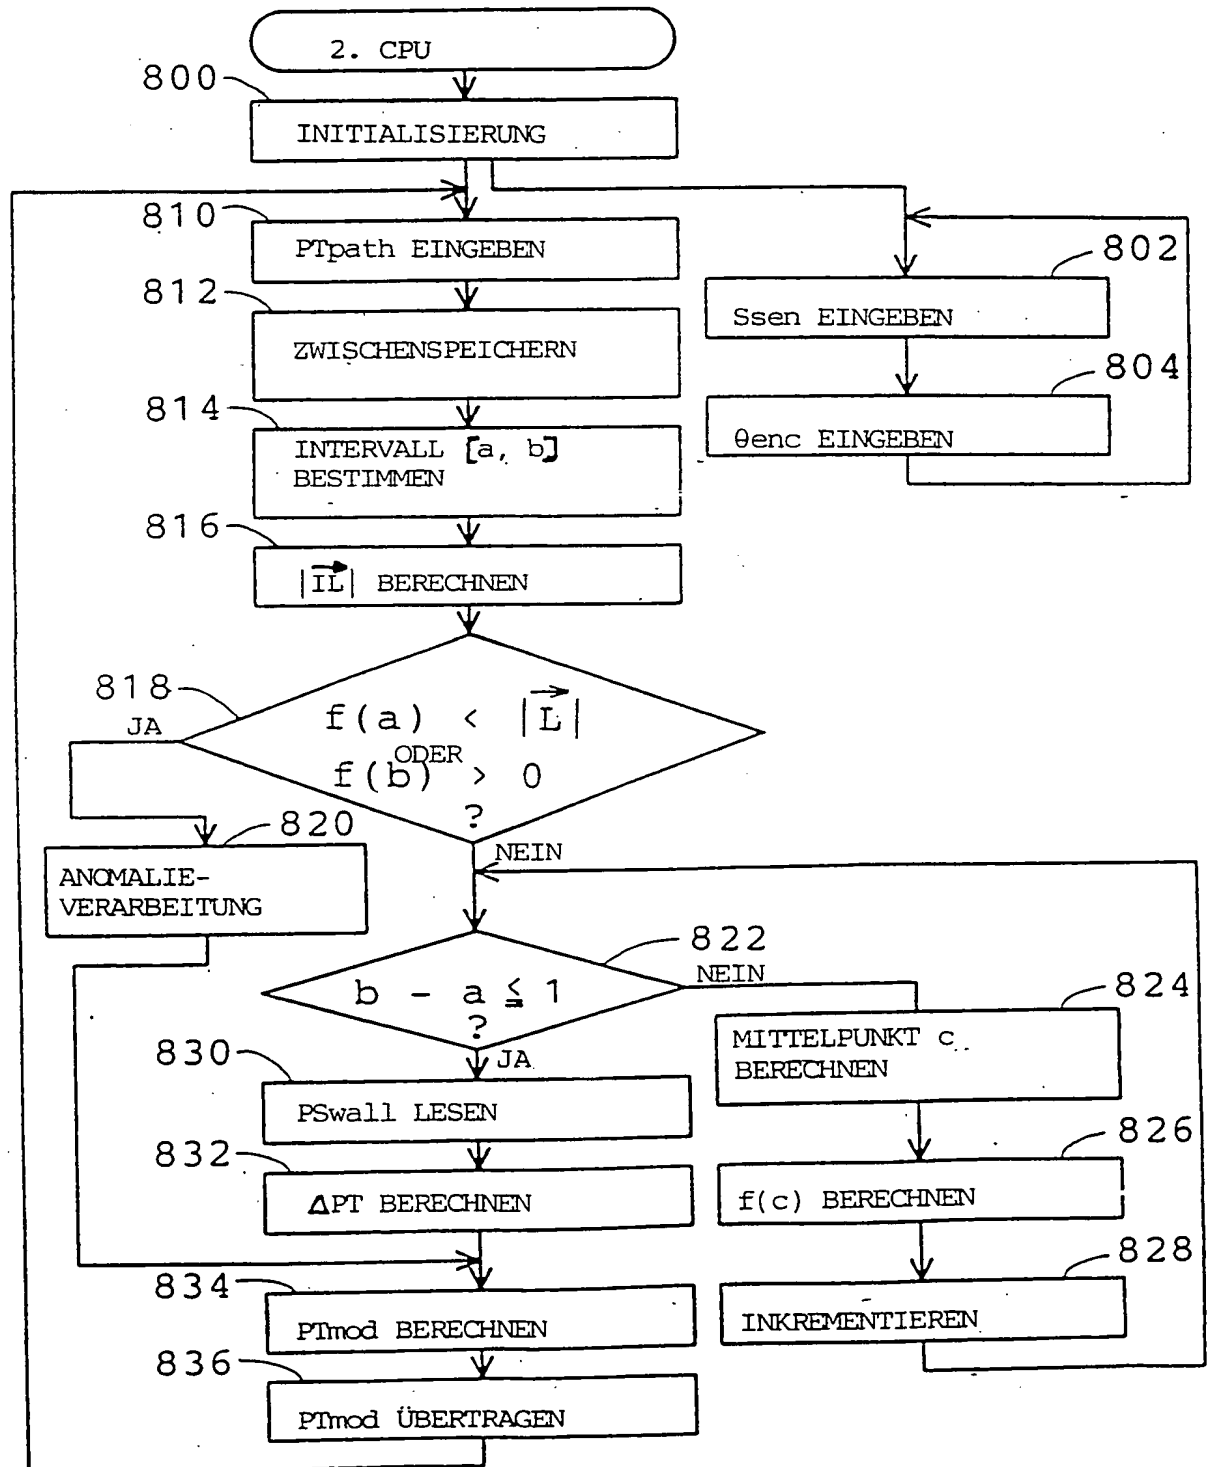 2. CPU
800
INITIALISIERUNG
810
PTpath EINGEBEN
802
Ssen EINGEBEN
812
ZWISCHENSPEICHERN
804
θenc EINGEBEN
814
INTERVALL [a, b]
BESTIMMEN
816
|IL| BERECHNEN
818
JA
f(a) < |L|
ODER
f(b) > 0
?
820
NEIN
ANOMALIE-
VERARBEITUNG
822
NEIN
b - a ≦ 1
?
824
MITTELPUNKT c
BERECHNEN
JA
830
PSwall LESEN
826
f(c) BERECHNEN
832
ΔPT BERECHNEN
828
INKREMENTIEREN
834
PTmod BERECHNEN
836
PTmod ÜBERTRAGEN